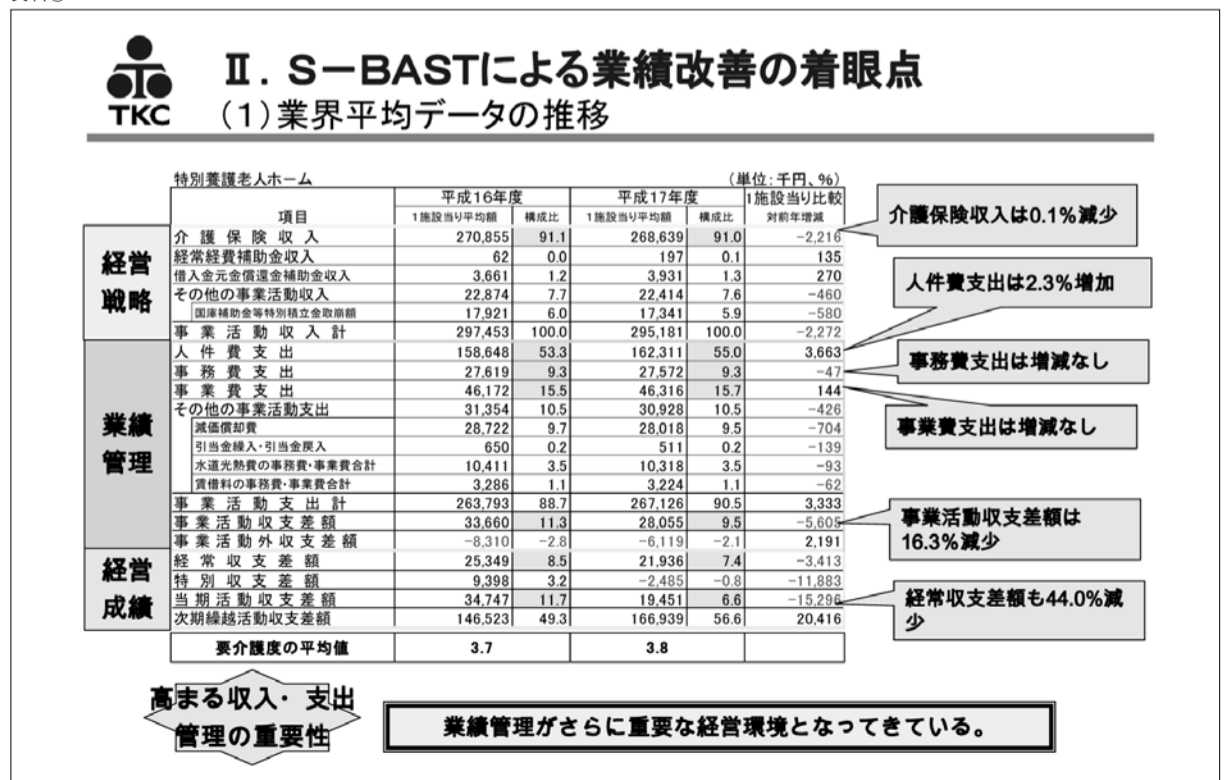 TKC
Ⅱ. S－BASTによる業績改善の着眼点
(1)業界平均データの推移
特別養護老人ホーム (単位:千円、%)
項目 平成16年度 平成17年度 1施設当り比較
1施設当り平均額 構成比 1施設当り平均額 構成比 対前年増減
介護保険収入 270,855 91.1 268,639 91.0 −2,216
経常経費補助金収入 62 0.0 197 0.1 135
借入金元金償還金補助金収入 3,661 1.2 3,931 1.3 270
その他の事業活動収入 22,874 7.7 22,414 7.6 −460
国庫補助金等特別積立金取崩額 17,921 6.0 17,341 5.9 −580
事業活動収入計 297,453 100.0 295,181 100.0 −2,272
人件費支出 158,648 53.3 162,311 55.0 3,663
事務費支出 27,619 9.3 27,572 9.3 −47
事業費支出 46,172 15.5 46,316 15.7 144
その他の事業活動支出 31,354 10.5 30,928 10.5 −426
減価償却費 28,722 9.7 28,018 9.5 −704
引当金繰入・引当金戻入 650 0.2 511 0.2 −139
水道光熱費の事務費・事業費合計 10,411 3.5 10,318 3.5 −93
賃借料の事務費・事業費合計 3,286 1.1 3,224 1.1 −62
事業活動支出計 263,793 88.7 267,126 90.5 3,333
事業活動収支差額 33,660 11.3 28,055 9.5 −5,605
事業活動外収支差額 −8,310 −2.8 −6,119 −2.1 2,191
経常収支差額 25,349 8.5 21,936 7.4 −3,413
特別収支差額 9,398 3.2 −2,485 −0.8 −11,883
当期活動収支差額 34,747 11.7 19,451 6.6 −15,296
次期繰越活動収支差額 146,523 49.3 166,939 56.6 20,416
要介護度の平均値 3.7 3.8
経営
戦略
業績
管理
経営
成績
介護保険収入は0.1%減少
人件費支出は2.3%増加
事務費支出は増減なし
事業費支出は増減なし
事業活動収支差額は
16.3%減少
経常収支差額も44.0%減
少
高まる収入・支出
管理の重要性
業績管理がさらに重要な経営環境となってきている。